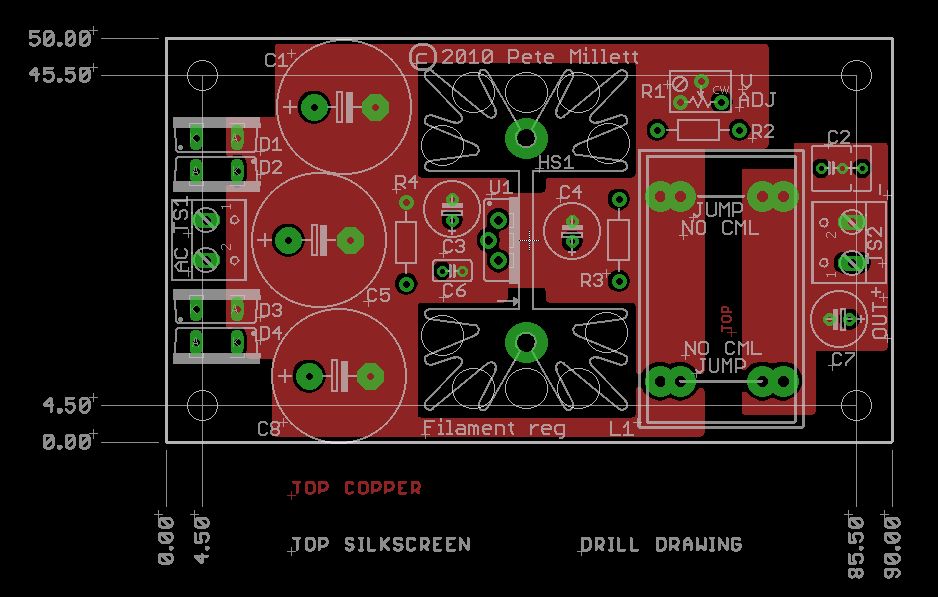 50.00
45.50
C1
© 2010 Pete Millett
R1
CW
V
ADJ
R2
D1
D2
HS1
C2
R4
U1
C4
JUMP
NO CML
TS1
AC
1
2
C3
C6
C5
R3
TS2
2
1
D3
D4
TOP
OUT
C7
NO CML
JUMP
4.50
0.00
C8
Filament reg
L1
TOP COPPER
TOP SILKSCREEN
DRILL DRAWING
0.00
4.50
85.50
90.00